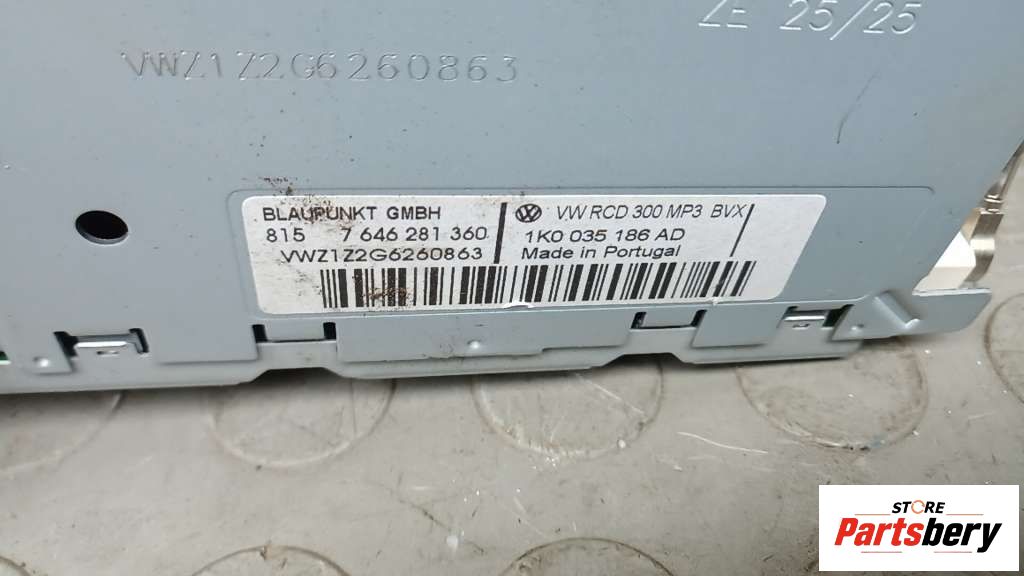 ZE 25/25
VWZ1Z2G6260863
BLAUPUNKT GMBH
815 7 646 281 360
VWZ1Z2G6260863
VW RCD 300 MP3 BVX
1K0 035 186 AD
Made in Portugal
STORE
Partsbery